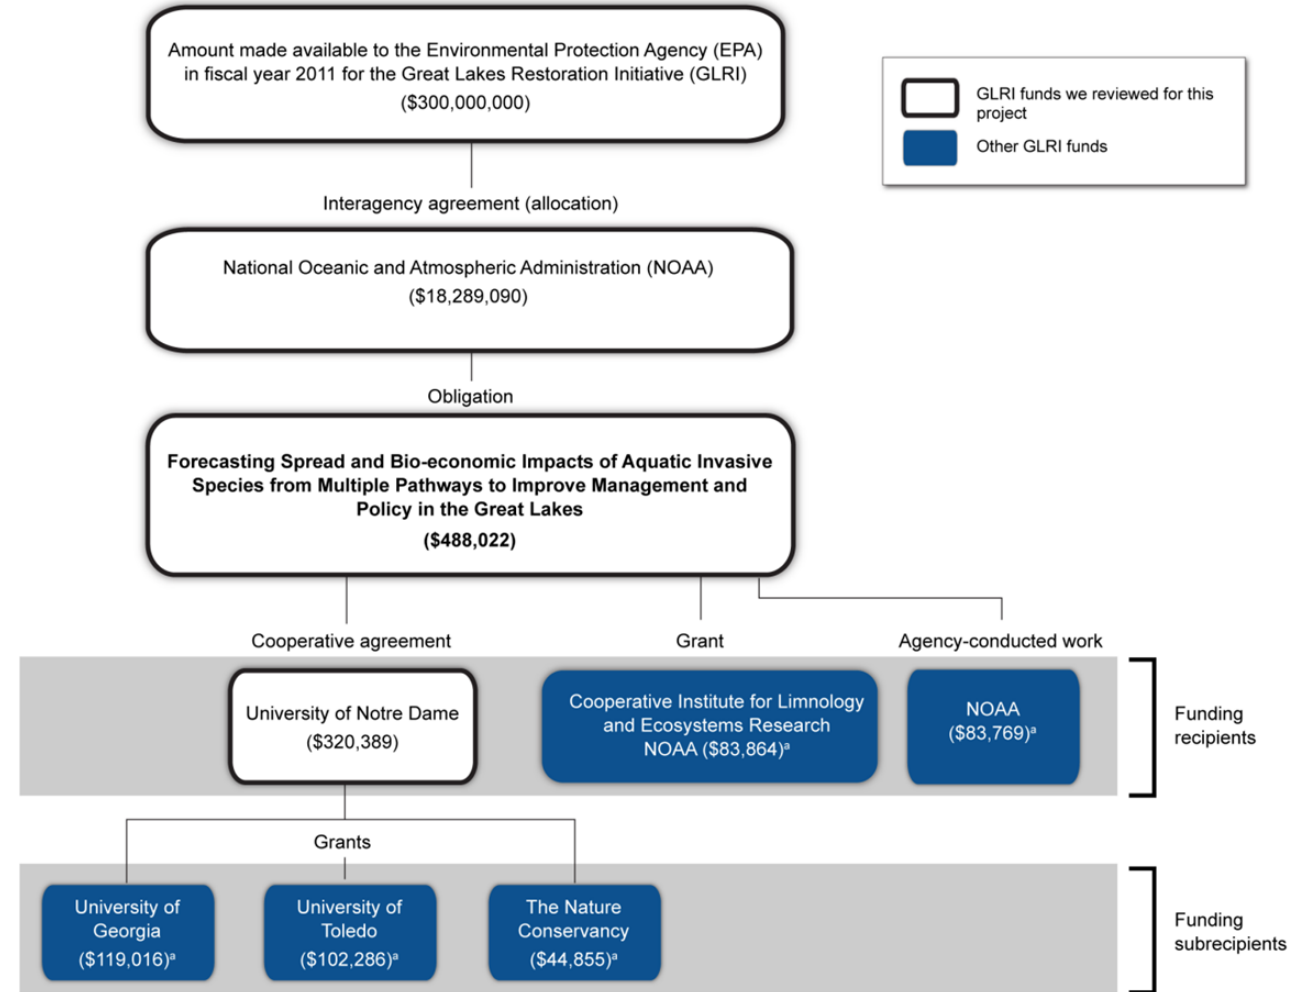 Amount made available to the Environmental Protection Agency (EPA)
in fiscal year 2011 for the Great Lakes Restoration Initiative (GLRI)
($300,000,000)
GLRI funds we reviewed for this
project
Other GLRI funds
Interagency agreement (allocation)
National Oceanic and Atmospheric Administration (NOAA)
($18,289,090)
Obligation
Forecasting Spread and Bio-economic Impacts of Aquatic Invasive
Species from Multiple Pathways to Improve Management and
Policy in the Great Lakes
($488,022)
Cooperative agreement
Grant
Agency-conducted work
University of Notre Dame
($320,389)
Cooperative Institute for Limnology
and Ecosystems Research
NOAA ($83,864)ª
NOAA
($83,769)ª
Funding
recipients
Grants
University of
Georgia
($119,016)ª
University of
Toledo
($102,286)ª
The Nature
Conservancy
($44,855)ª
Funding
subrecipients